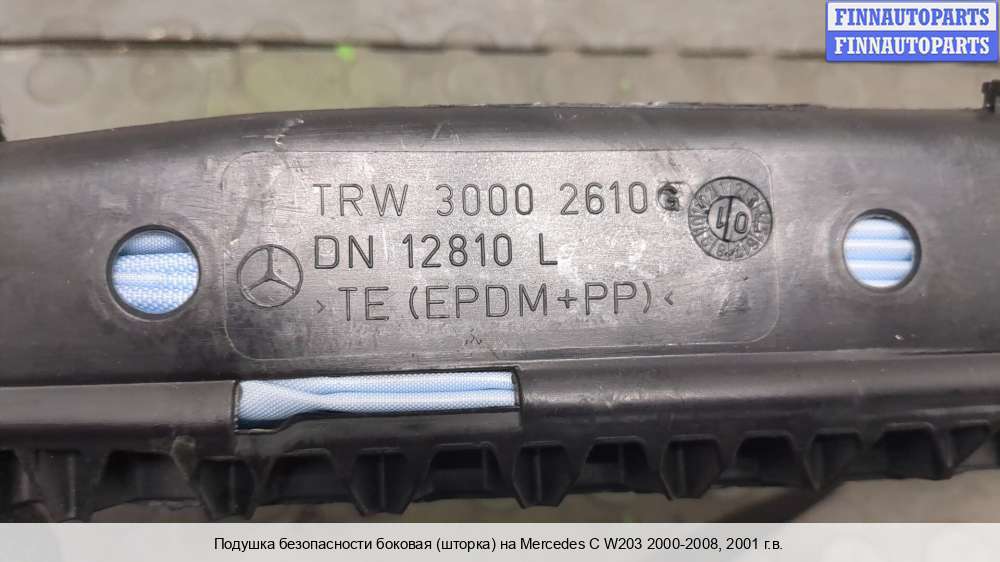 FINNAUTOPARTS
FINNAUTOPARTS
TRW 3000 2610 G
DN 12810 L
>TE (EPDM+PP)<
Подушка безопасности боковая (шторка) на Mercedes C W203 2000-2008, 2001 г.в.